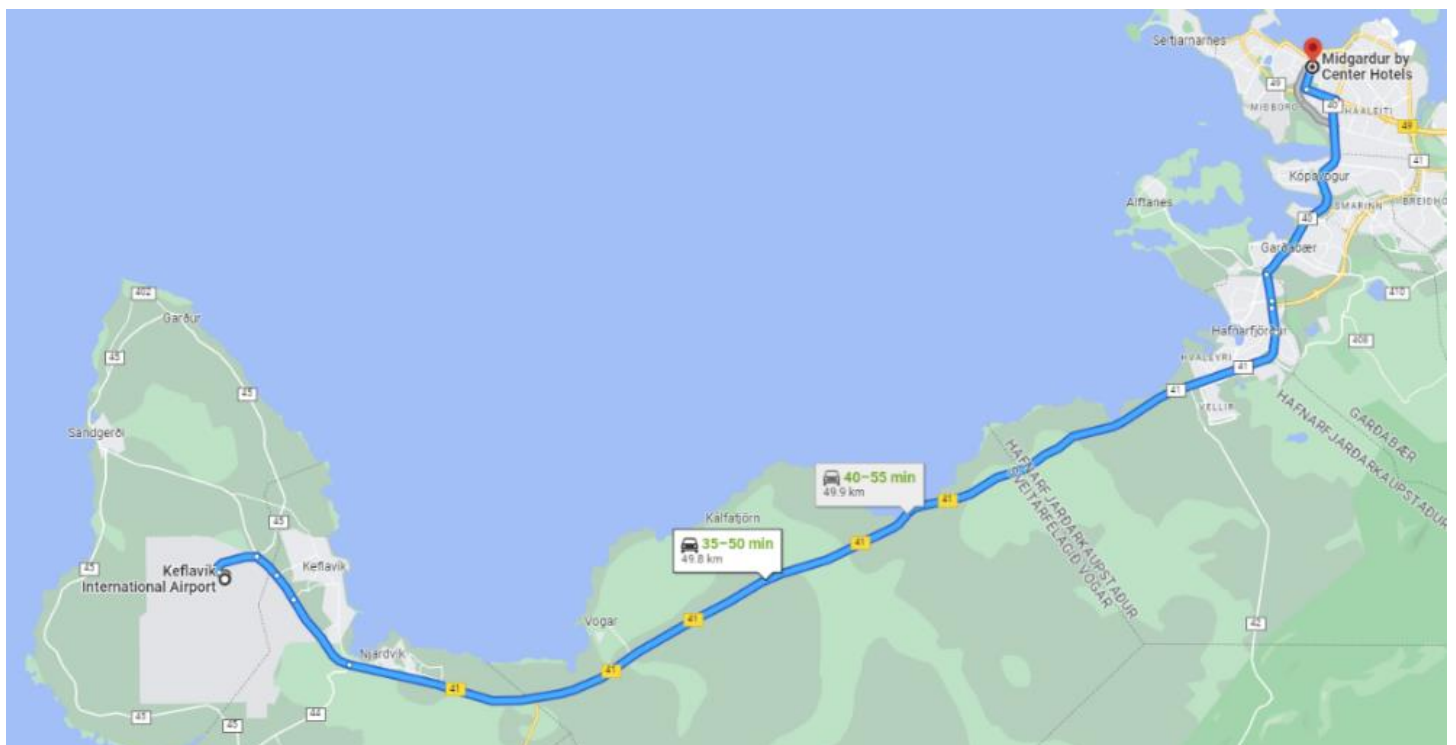 Seltjarnarnes
Midgardur by
Center Hotels
49
MIÐBORG
40
HÁALEITI
49
41
Kópavogur
SMÁRINN
BREIDHO
Álftanes
40
Garðabær
410
402
Garður
Hafnarfjörður
408
45
45
HVALEYRI
41
41
VELLIR
GARÐABÆR
HAFNARFJARÐARKAUPSTAÐUR
Sandgerði
HAFNARFJARÐARKAUPSTAÐUR
SVEITARFÉLAGIÐ VOGAR
40–55 min
49.9 km
41
45
Kálfatjörn
35–50 min
49.8 km
41
45
Keflavik
International Airport
Keflavík
41
Vogar
42
Njarðvík
41
41
45
45
44